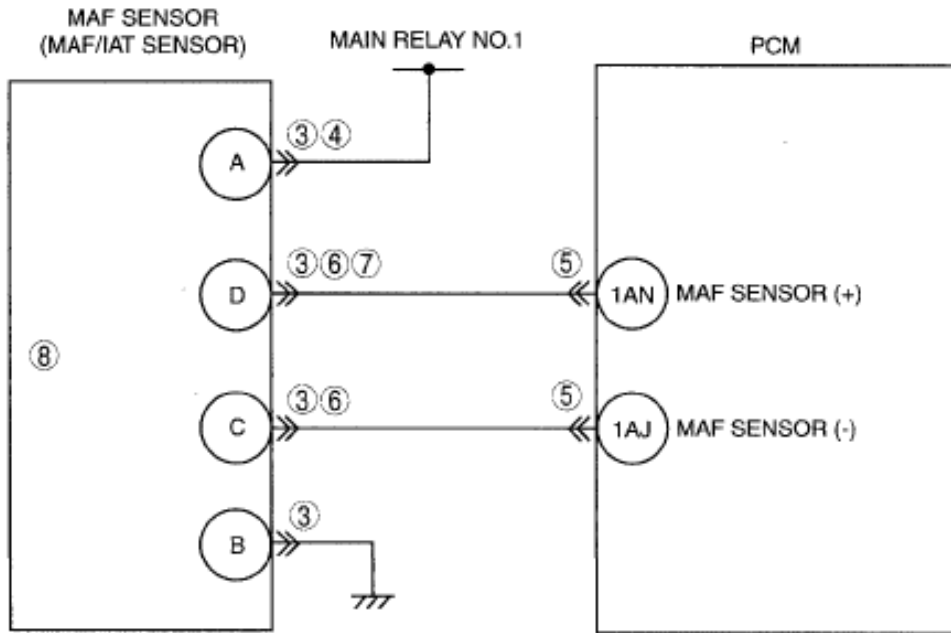 MAF SENSOR
(MAF/IAT SENSOR)
MAIN RELAY NO.1
PCM
A
③④
D
③⑥⑦
⑤
1AN
MAF SENSOR (+)
⑧
C
③⑥
⑤
1AJ
MAF SENSOR (-)
B
③